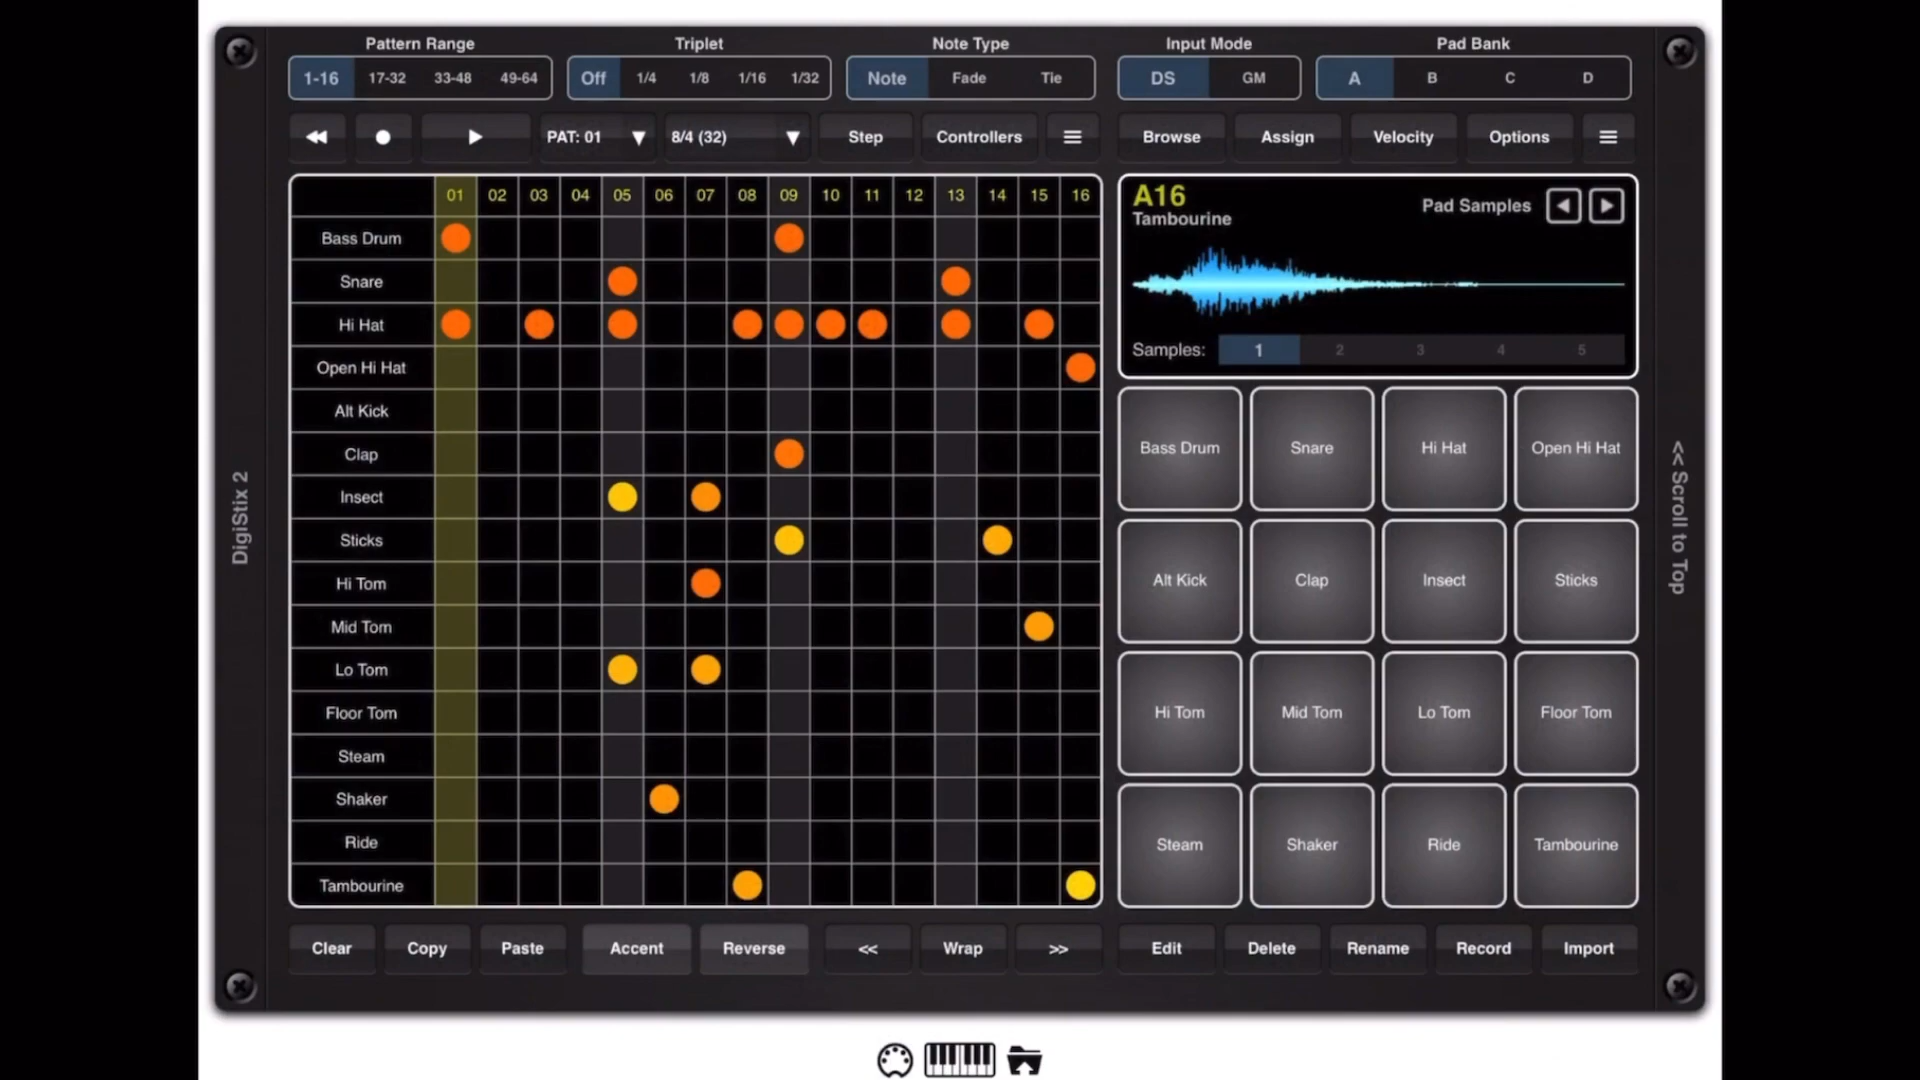 Pattern Range Triplet Note Type Input Mode Pad Bank
1-16 17-32 33-48 49-64 Off 1/4 1/8 1/16 1/32 Note Fade Tie DS GM A B C D
PAT: 01 8/4 (32) Step Controllers Browse Assign Velocity Options
01 02 03 04 05 06 07 08 09 10 11 12 13 14 15 16
Bass Drum
Snare
Hi Hat
Open Hi Hat
Alt Kick
Clap
Insect
Sticks
Hi Tom
Mid Tom
Lo Tom
Floor Tom
Steam
Shaker
Ride
Tambourine
A16
Tambourine
Pad Samples
Samples: 1 2 3 4 5
Bass Drum Snare Hi Hat Open Hi Hat
Alt Kick Clap Insect Sticks
Hi Tom Mid Tom Lo Tom Floor Tom
Steam Shaker Ride Tambourine
Clear Copy Paste Accent Reverse << Wrap >> Edit Delete Rename Record Import
DigiStix 2
<< Scroll to Top